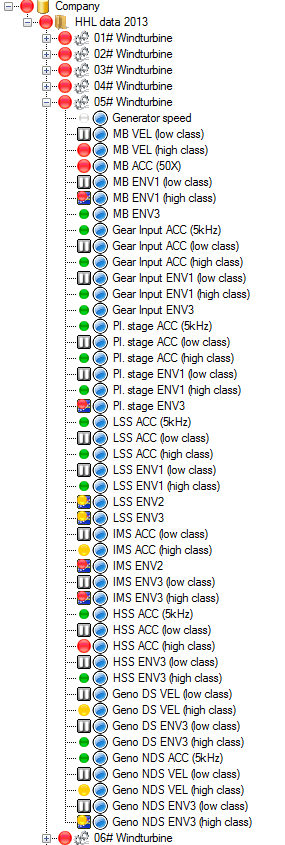 Company
HHL data 2013
01# Windturbine
02# Windturbine
03# Windturbine
04# Windturbine
05# Windturbine
Generator speed
MB VEL (low class)
MB VEL (high class)
MB ACC (50X)
MB ENV1 (low class)
MB ENV1 (high class)
MB ENV3
Gear Input ACC (5kHz)
Gear Input ACC (low class)
Gear Input ACC (high class)
Gear Input ENV1 (low class)
Gear Input ENV1 (high class)
Gear Input ENV3
Pl. stage ACC (5kHz)
Pl. stage ACC (low class)
Pl. stage ACC (high class)
Pl. stage ENV1 (low class)
Pl. stage ENV1 (high class)
Pl. stage ENV3
LSS ACC (5kHz)
LSS ACC (low class)
LSS ACC (high class)
LSS ENV1 (low class)
LSS ENV1 (high class)
LSS ENV2
LSS ENV3
IMS ACC (low class)
IMS ACC (high class)
IMS ENV2
IMS ENV3 (low class)
IMS ENV3 (high class)
HSS ACC (5kHz)
HSS ACC (low class)
HSS ACC (high class)
HSS ENV3 (low class)
HSS ENV3 (high class)
Geno DS VEL (low class)
Geno DS VEL (high class)
Geno DS ENV3 (low class)
Geno DS ENV3 (high class)
Geno NDS ACC (5kHz)
Geno NDS VEL (low class)
Geno NDS VEL (high class)
Geno NDS ENV3 (low class)
Geno NDS ENV3 (high class)
06# Windturbine